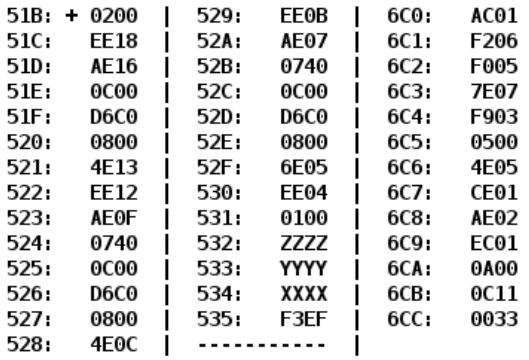 51B: + 0200 | 529: EE0B | 6C0: AC01
51C: EE18 | 52A: AE07 | 6C1: F206
51D: AE16 | 52B: 0740 | 6C2: F005
51E: 0C00 | 52C: 0C00 | 6C3: 7E07
51F: D6C0 | 52D: D6C0 | 6C4: F903
520: 0800 | 52E: 0800 | 6C5: 0500
521: 4E13 | 52F: 6E05 | 6C6: 4E05
522: EE12 | 530: EE04 | 6C7: CE01
523: AE0F | 531: 0100 | 6C8: AE02
524: 0740 | 532: ZZZZ | 6C9: EC01
525: 0C00 | 533: YYYY | 6CA: 0A00
526: D6C0 | 534: XXXX | 6CB: 0C11
527: 0800 | 535: F3EF | 6CC: 0033
528: 4E0C | ----------- |